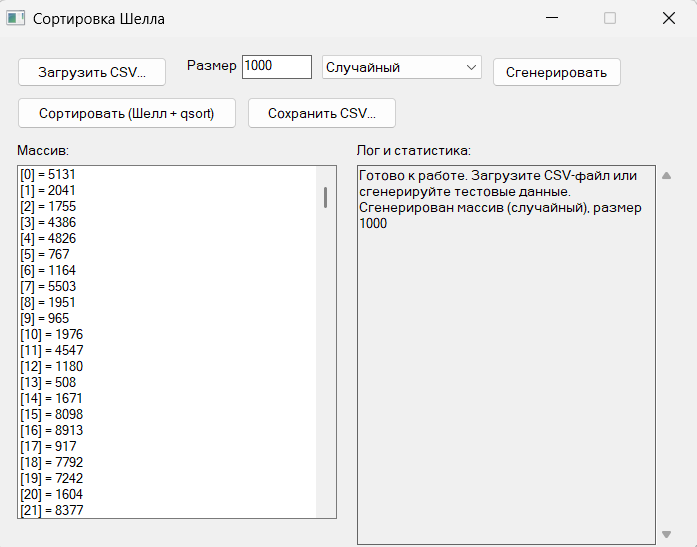 Сортировка Шелла
Загрузить CSV...
Размер
1000
Случайный
Сгенерировать
Сортировать (Шелл + qsort)
Сохранить CSV...
Массив:
[0] = 5131
[1] = 2041
[2] = 1755
[3] = 4386
[4] = 4826
[5] = 767
[6] = 1164
[7] = 5503
[8] = 1951
[9] = 965
[10] = 1976
[11] = 4547
[12] = 1180
[13] = 508
[14] = 1671
[15] = 8098
[16] = 8913
[17] = 917
[18] = 7792
[19] = 7242
[20] = 1604
[21] = 8377
Лог и статистика:
Готово к работе. Загрузите CSV-файл или
сгенерируйте тестовые данные.
Сгенерирован массив (случайный), размер
1000